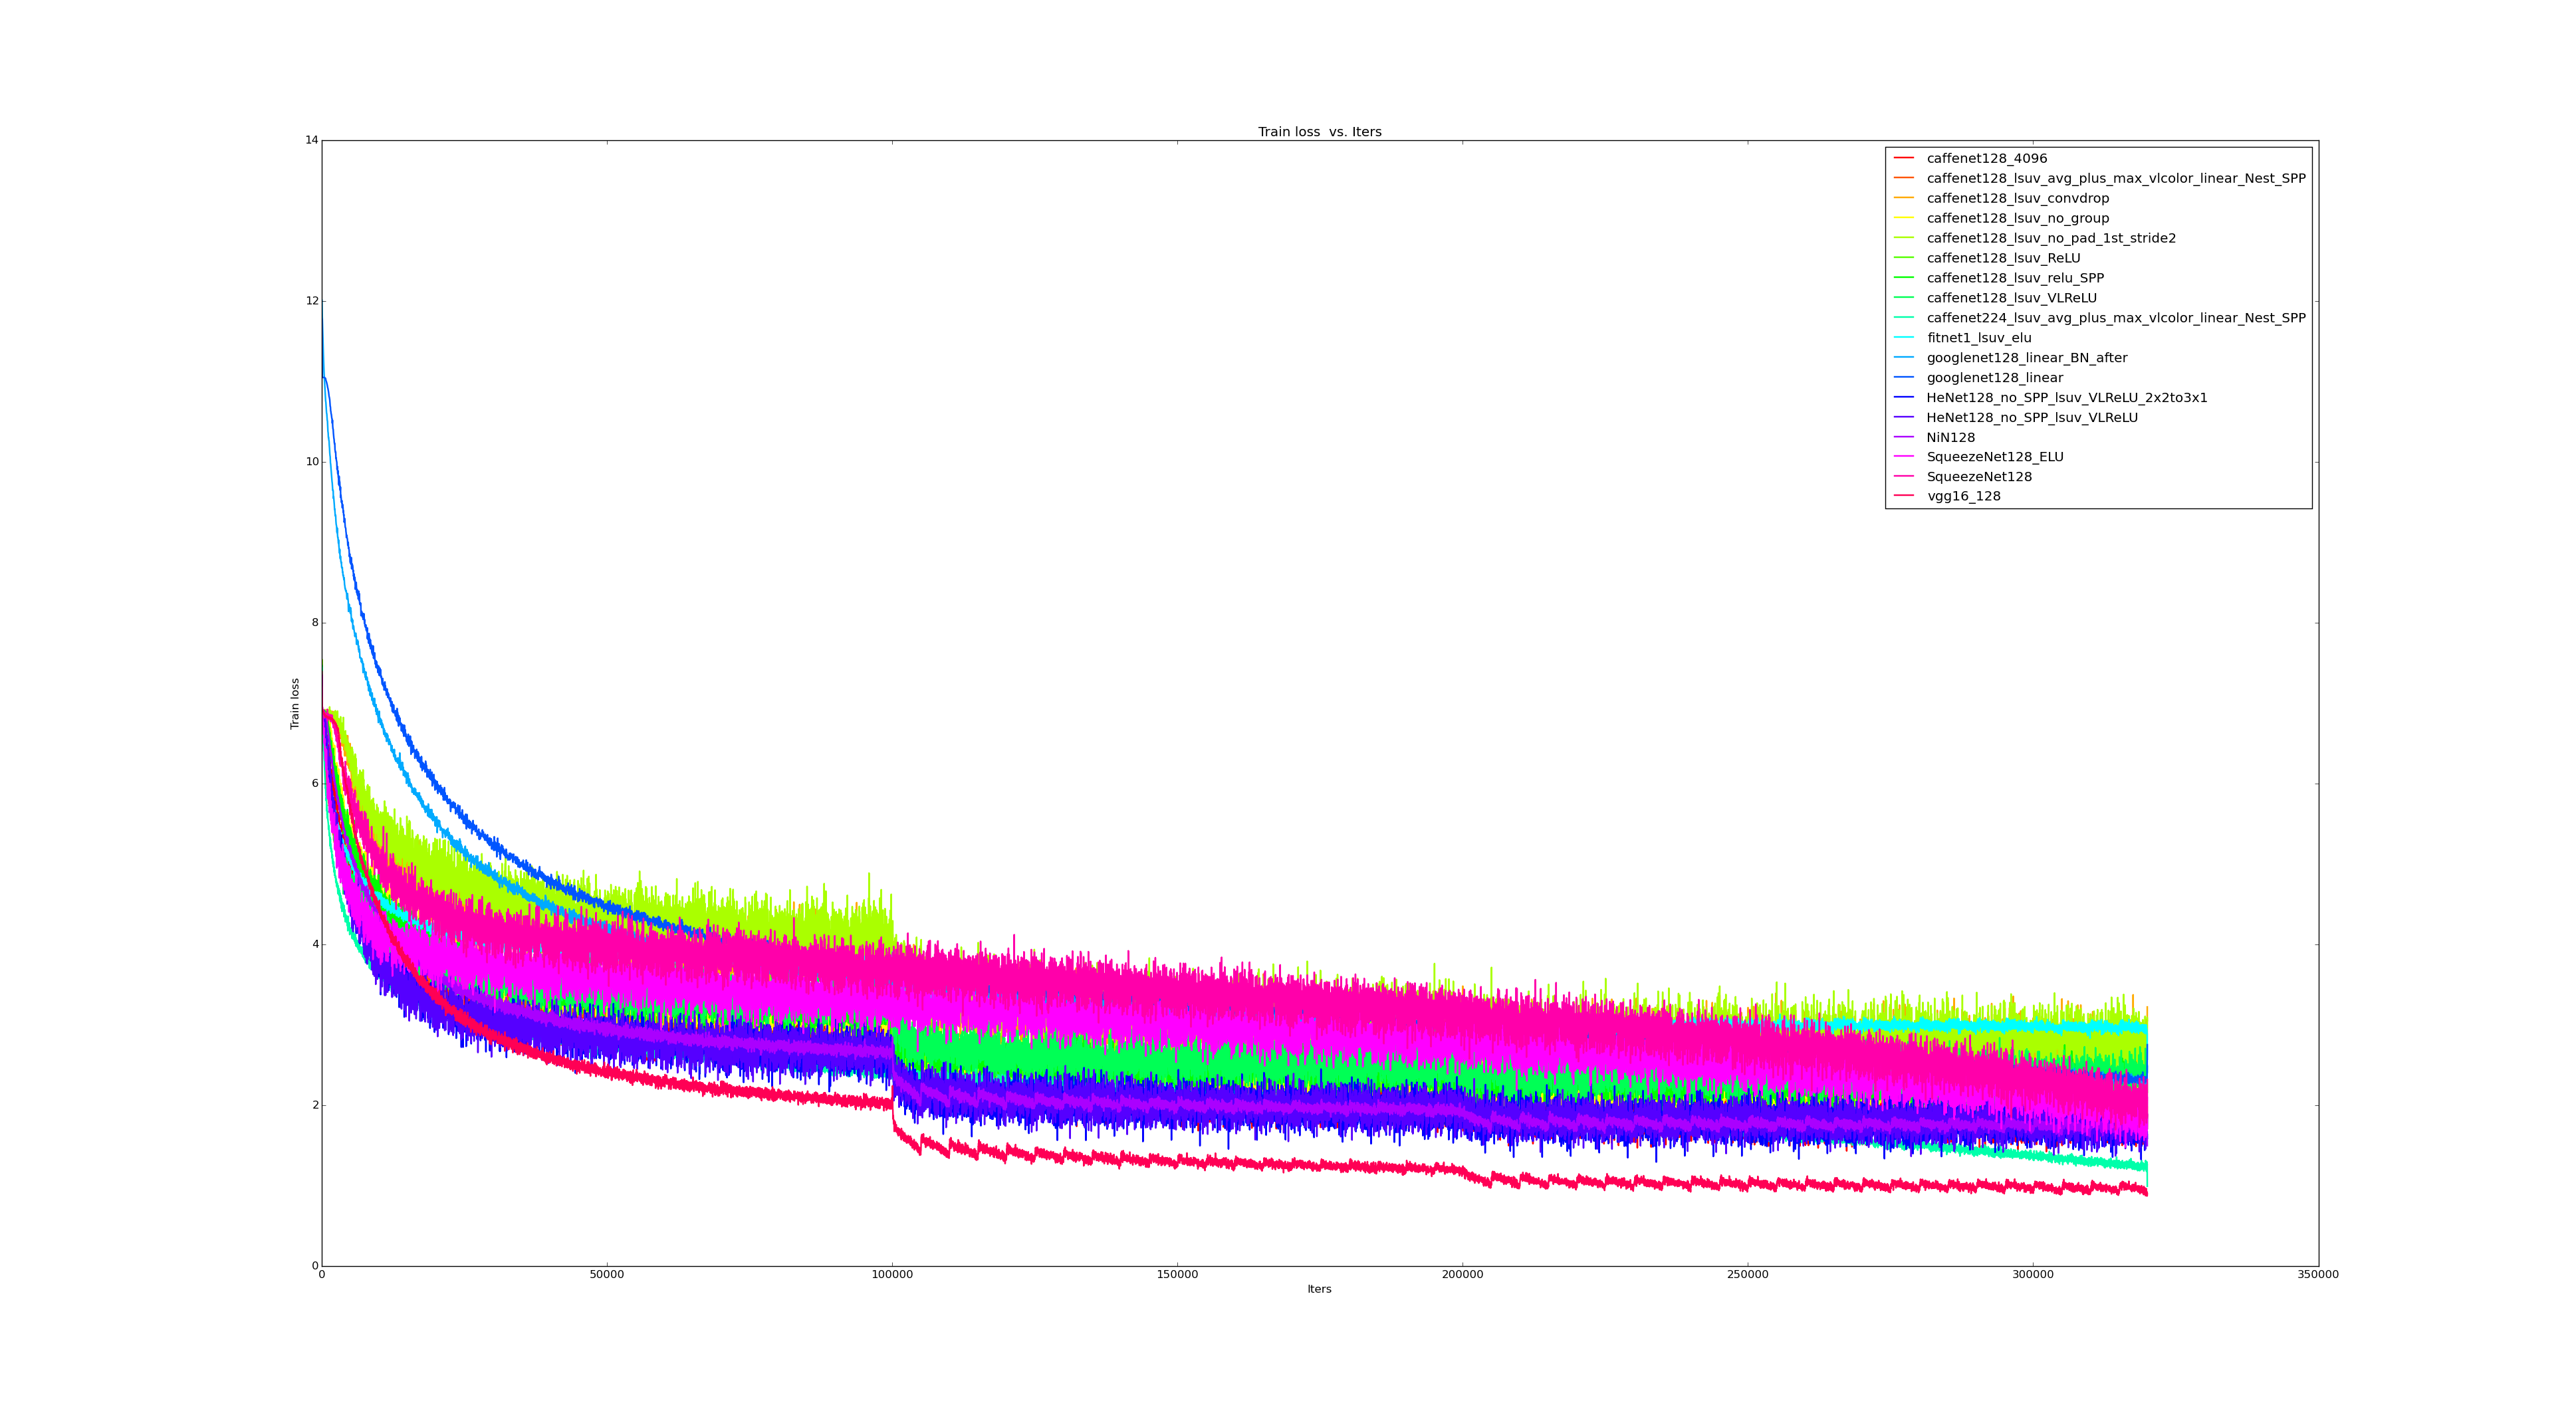 Train loss  vs. Iters
14
12
10
8
6
4
2
0
Train loss
0 50000 100000 150000 200000 250000 300000 350000
Iters
caffenet128_4096
caffenet128_lsuv_avg_plus_max_vlcolor_linear_Nest_SPP
caffenet128_lsuv_convdrop
caffenet128_lsuv_no_group
caffenet128_lsuv_no_pad_1st_stride2
caffenet128_lsuv_ReLU
caffenet128_lsuv_relu_SPP
caffenet128_lsuv_VLReLU
caffenet224_lsuv_avg_plus_max_vlcolor_linear_Nest_SPP
fitnet1_lsuv_elu
googlenet128_linear_BN_after
googlenet128_linear
HeNet128_no_SPP_lsuv_VLReLU_2x2to3x1
HeNet128_no_SPP_lsuv_VLReLU
NiN128
SqueezeNet128_ELU
SqueezeNet128
vgg16_128